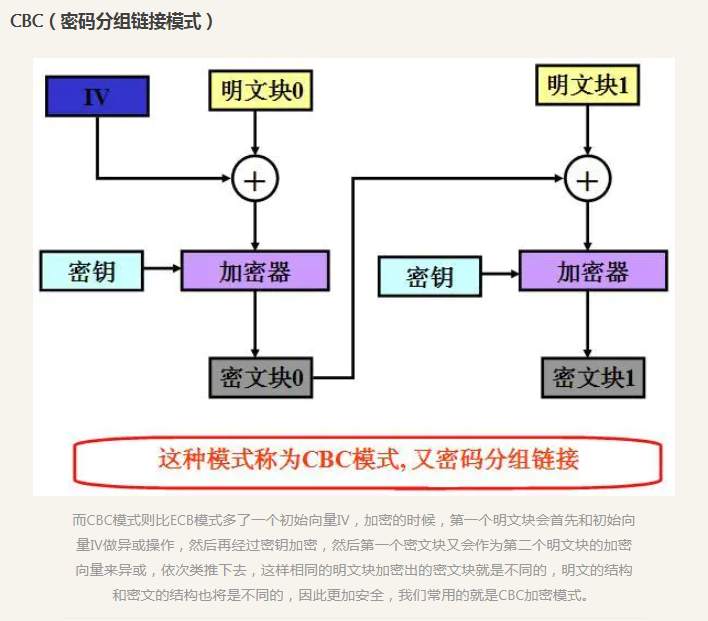 CBC（密码分组链接模式）
IV
明文块0
明文块1
密钥
加密器
密钥
加密器
密文块0
密文块1
这种模式称为CBC模式, 又密码分组链接
而CBC模式则比ECB模式多了一个初始向量IV，加密的时候，第一个明文块会首先和初始向
量IV做异或操作，然后再经过密钥加密，然后第一个密文块又会作为第二个明文块的加密
向量来异或，依次类推下去，这样相同的明文块加密出的密文块就是不同的，明文的结构
和密文的结构也将是不同的，因此更加安全，我们常用的就是CBC加密模式。